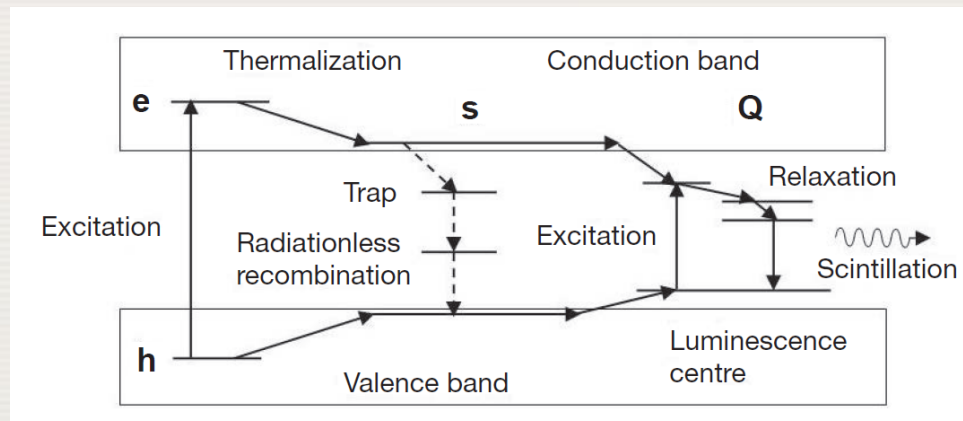 Thermalization
Conduction band
e
s
Q
Trap
Relaxation
Excitation
Radiationless
recombination
Excitation
Scintillation
h
Valence band
Luminescence
centre